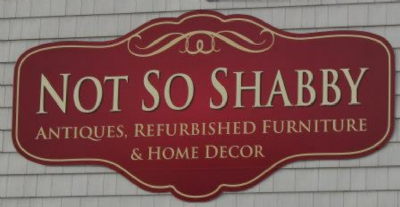 NOT SO SHABBY
ANTIQUES, REFURBISHED FURNITURE
& HOME DECOR